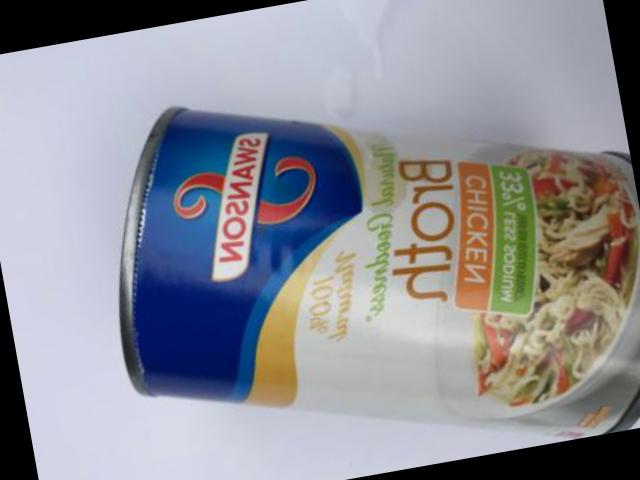 SWANSON
100%
Natural
Natural Goodness
Broth
CHICKEN
33% LESS SODIUM